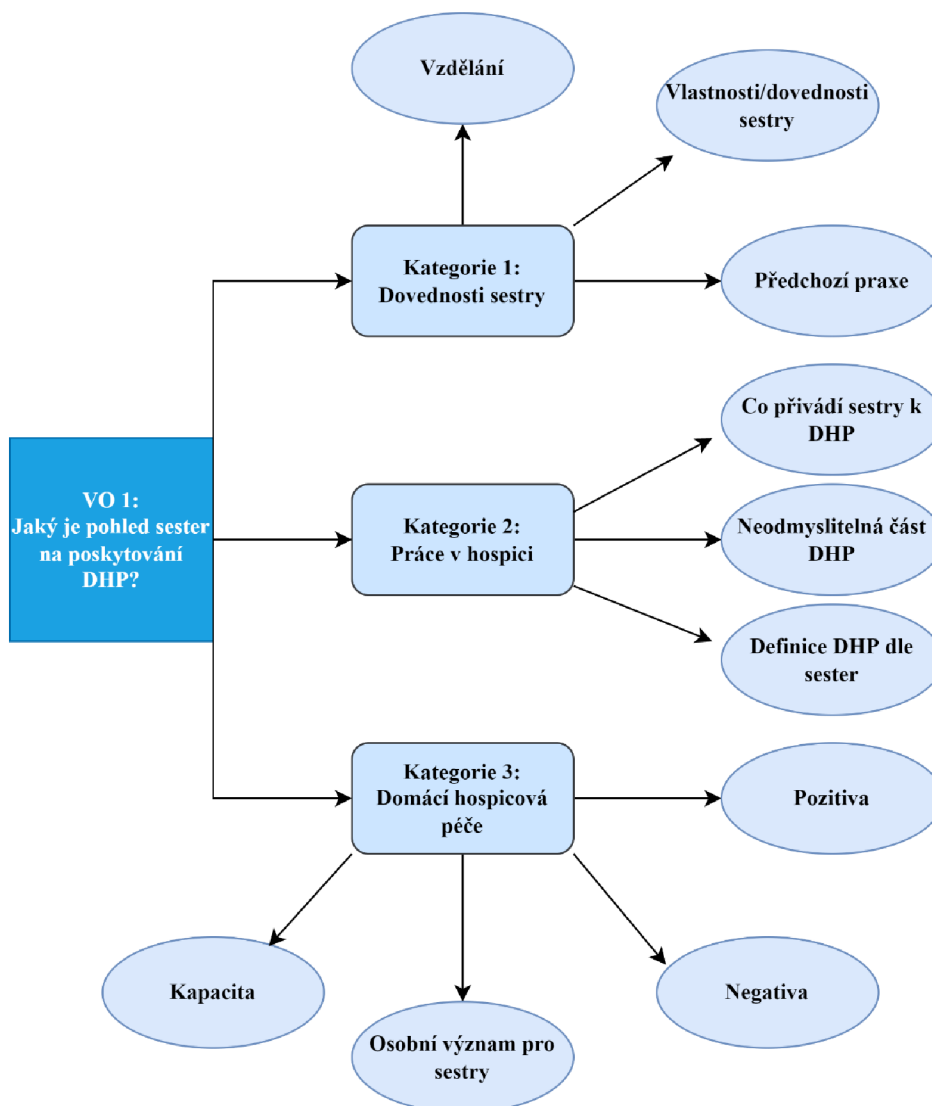 Vzdělání
Vlastnosti/dovednosti
sestry
Kategorie 1:
Dovednosti sestry
Předchozí praxe
Co přivádí sestry k
DHP
VO 1:
Jaký je pohled sester
na poskytování
DHP?
Kategorie 2:
Práce v hospici
Neodmyslitelná část
DHP
Definice DHP dle
sester
Kategorie 3:
Domácí hospicová
péče
Pozitiva
Kapacita
Negativa
Osobní význam pro
sestry